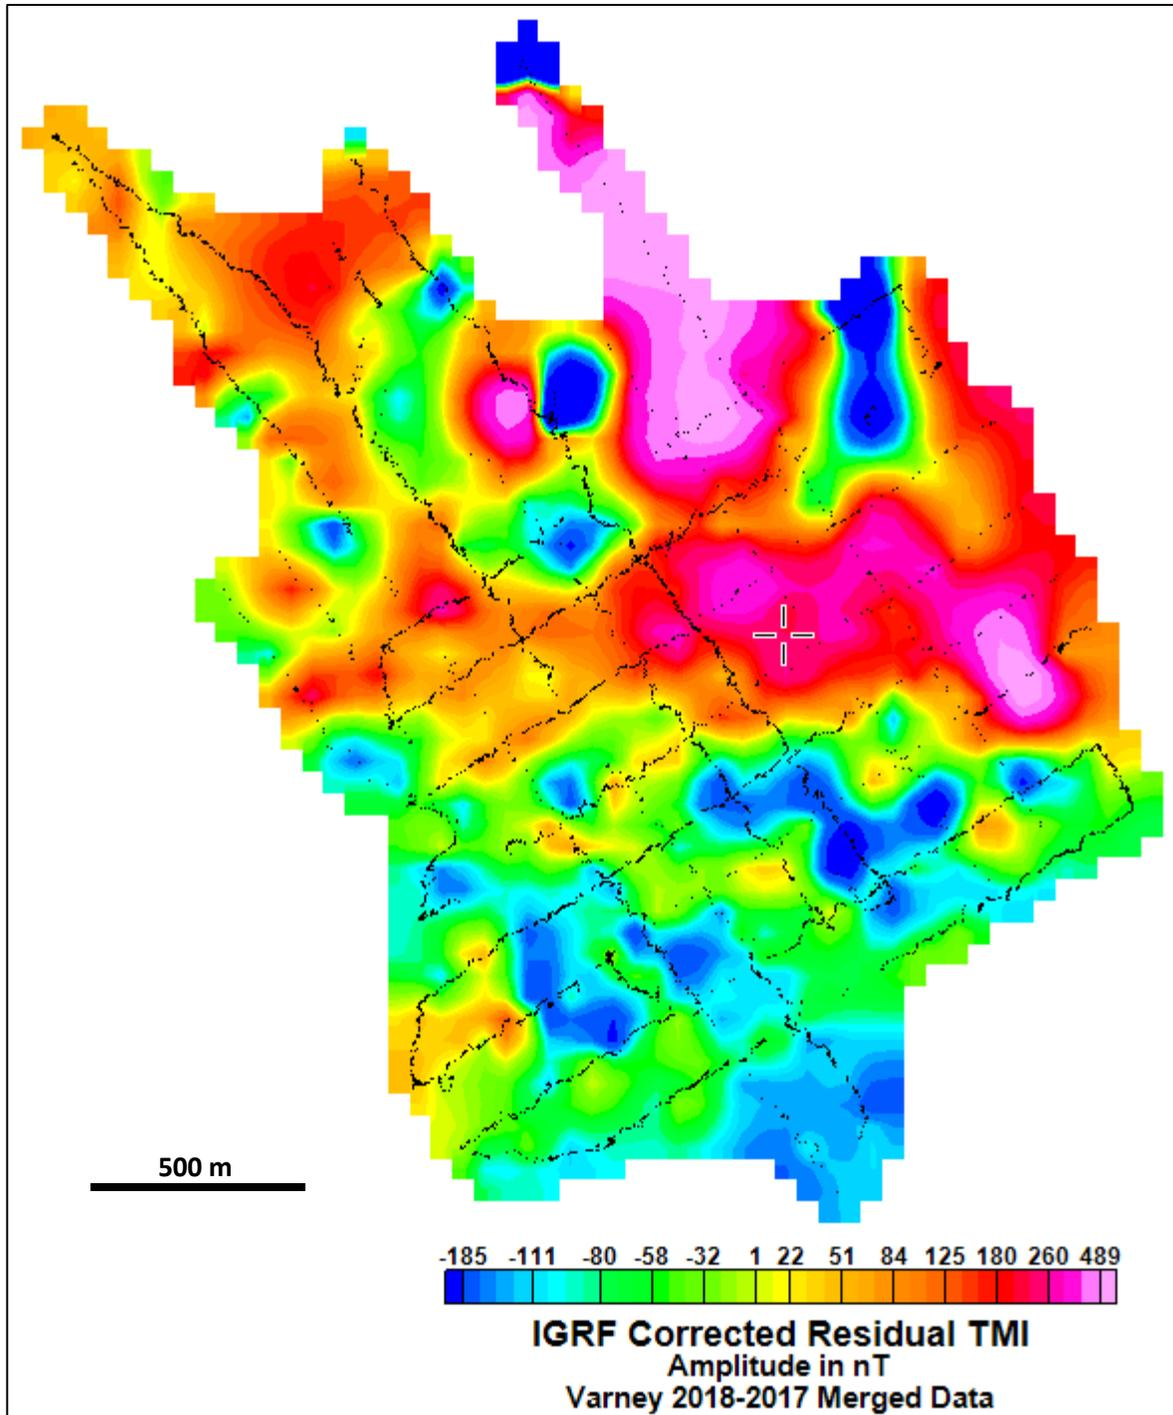 500 m
-185 -111 -80 -58 -32 1 22 51 84 125 180 260 489
IGRF Corrected Residual TMI
Amplitude in nT
Varney 2018-2017 Merged Data